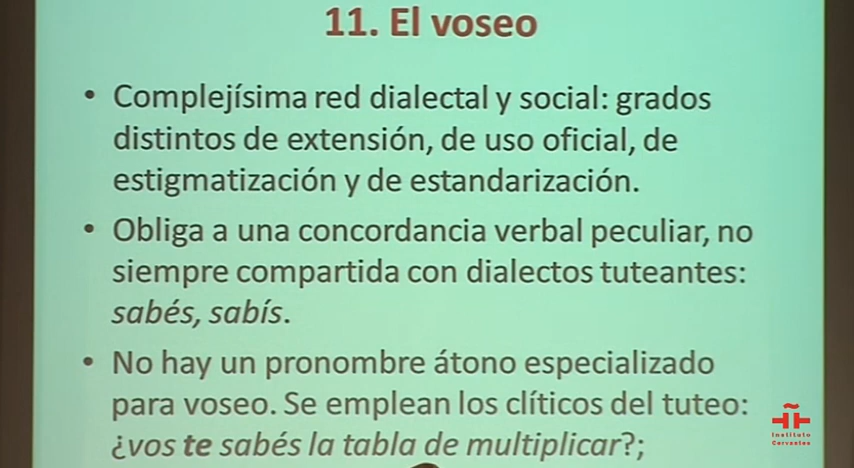 11. El voseo
• Complejísima red dialectal y social: grados
distintos de extensión, de uso oficial, de
estigmatización y de estandarización.
• Obliga a una concordancia verbal peculiar, no
siempre compartida con dialectos tuteantes:
sabés, sabís.
• No hay un pronombre átono especializado
para voseo. Se emplean los clíticos del tuteo:
¿vos te sabés la tabla de multiplicar?;
Instituto
Cervantes